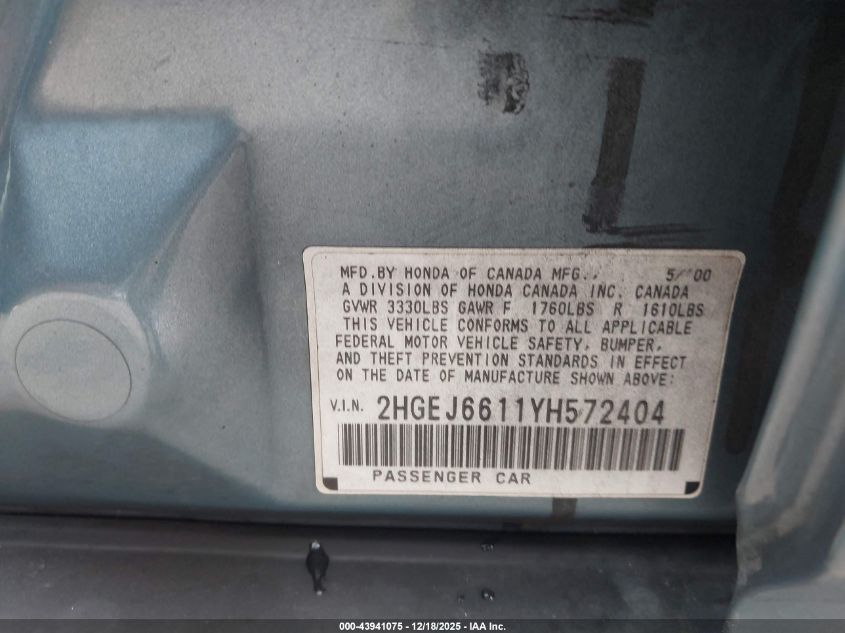 MFD.BY HONDA OF CANADA MFG.. 5/00
A DIVISION OF HONDA CANADA INC. CANADA
GVWR 3330LBS GAWR F 1760LBS R 1610LBS
THIS VEHICLE CONFORMS TO ALL APPLICABLE
FEDERAL MOTOR VEHICLE SAFETY, BUMPER,
AND THEFT PREVENTION STANDARDS IN EFFECT
ON THE DATE OF MANUFACTURE SHOWN ABOVE:
V.I.N. 2HGEJ6611YH572404
PASSENGER CAR
000-43941075 | 12/18/2025 - IAA Inc.